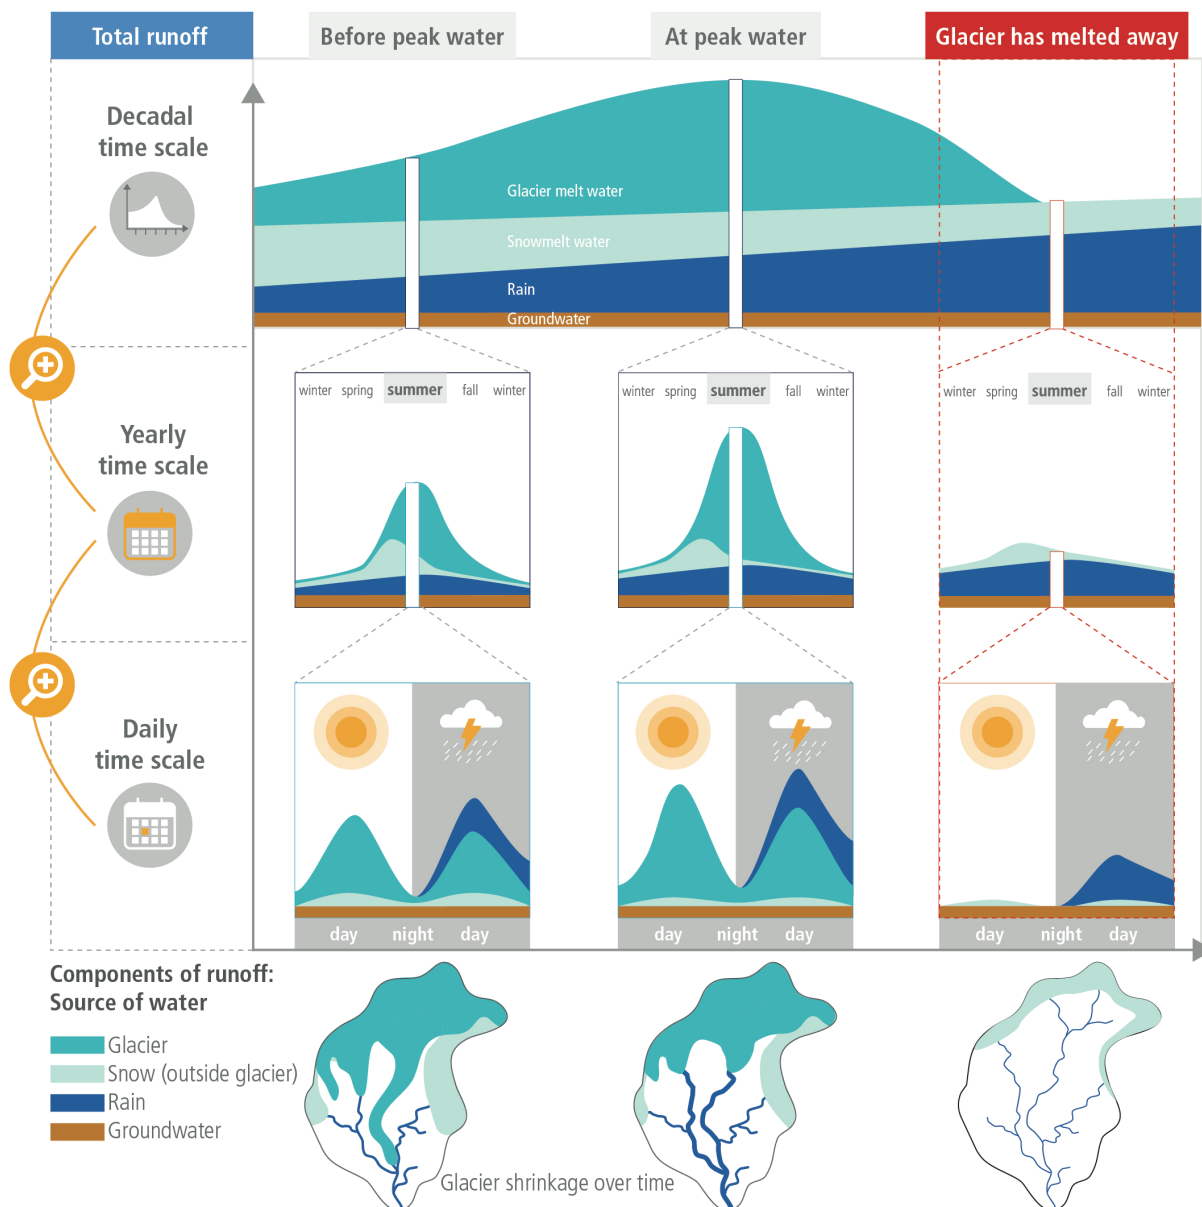 Total runoff
Before peak water
At peak water
Glacier has melted away
Decadal
time scale
Glacier melt water
Snowmelt water
Rain
Groundwater
winter spring summer fall winter
winter spring summer fall winter
winter spring summer fall winter
Yearly
time scale
Daily
time scale
day night day
day night day
day night day
Components of runoff:
Source of water
Glacier
Snow (outside glacier)
Rain
Groundwater
Glacier shrinkage over time